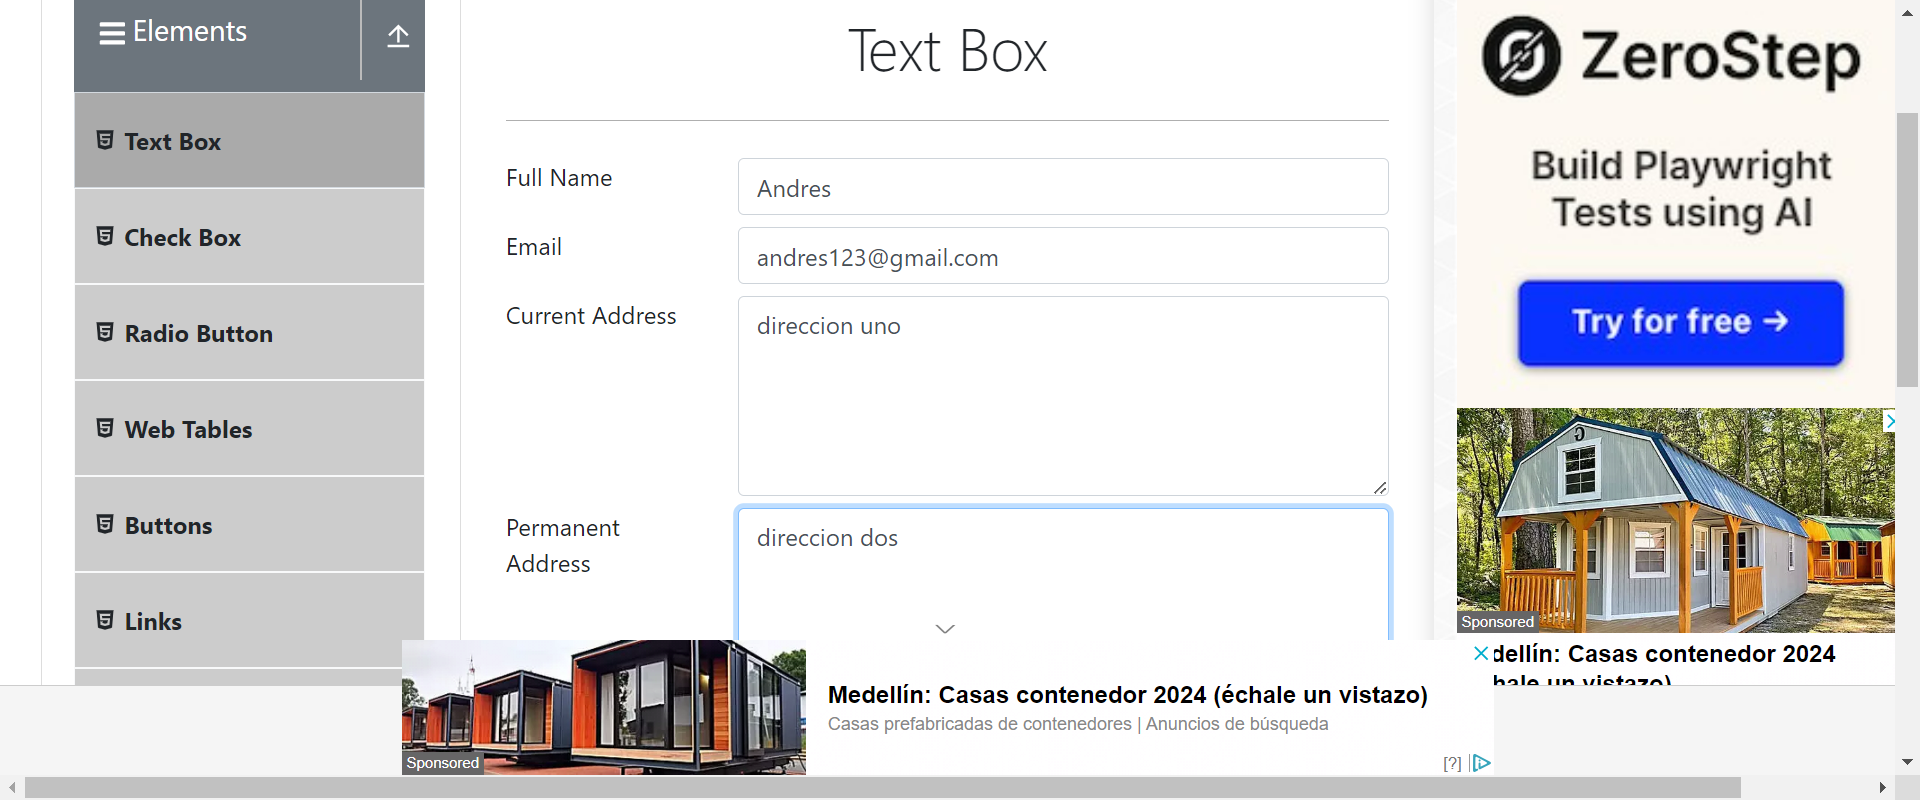 Elements
Text Box
Check Box
Radio Button
Web Tables
Buttons
Links
Text Box
Full Name
Andres
Email
andres123@gmail.com
Current Address
direccion uno
Permanent
Address
direccion dos
ZeroStep
Build Playwright
Tests using AI
Try for free →
Sponsored
dellín: Casas contenedor 2024
hale un vistazo)
Sponsored
Medellín: Casas contenedor 2024 (échale un vistazo)
Casas prefabricadas de contenedores | Anuncios de búsqueda
[?]